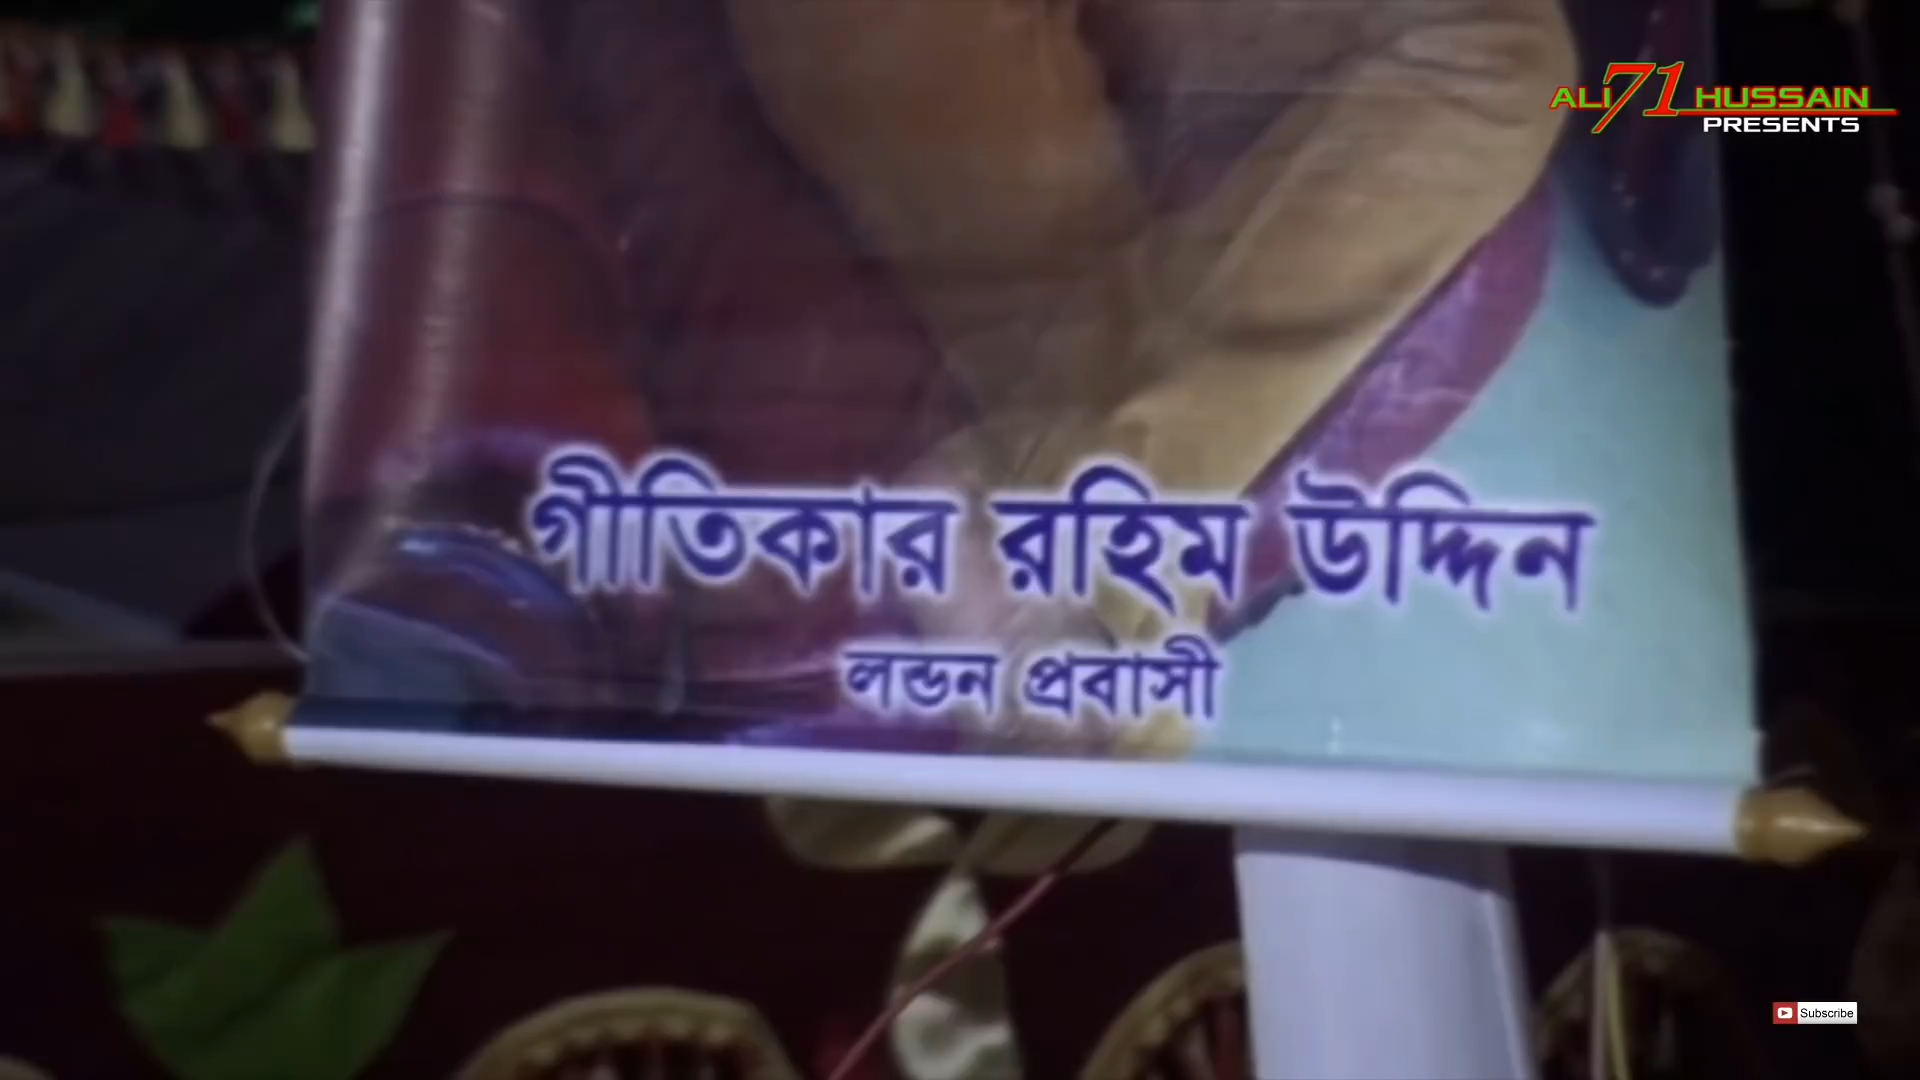 ALI 71 HUSSAIN
PRESENTS
গীতিকার রহিম উদ্দিন
লন্ডন প্রবাসী
Subscribe